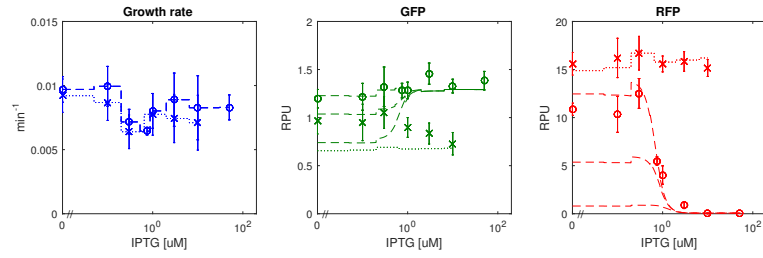 Growth rate
GFP
RFP
0.015
0.01
0.005
0
min⁻¹
0
//
10⁰
10²
IPTG [uM]
2
1.5
1
0.5
0
RPU
0
//
10⁰
10²
IPTG [uM]
20
15
10
5
0
RPU
0
//
10⁰
10²
IPTG [uM]